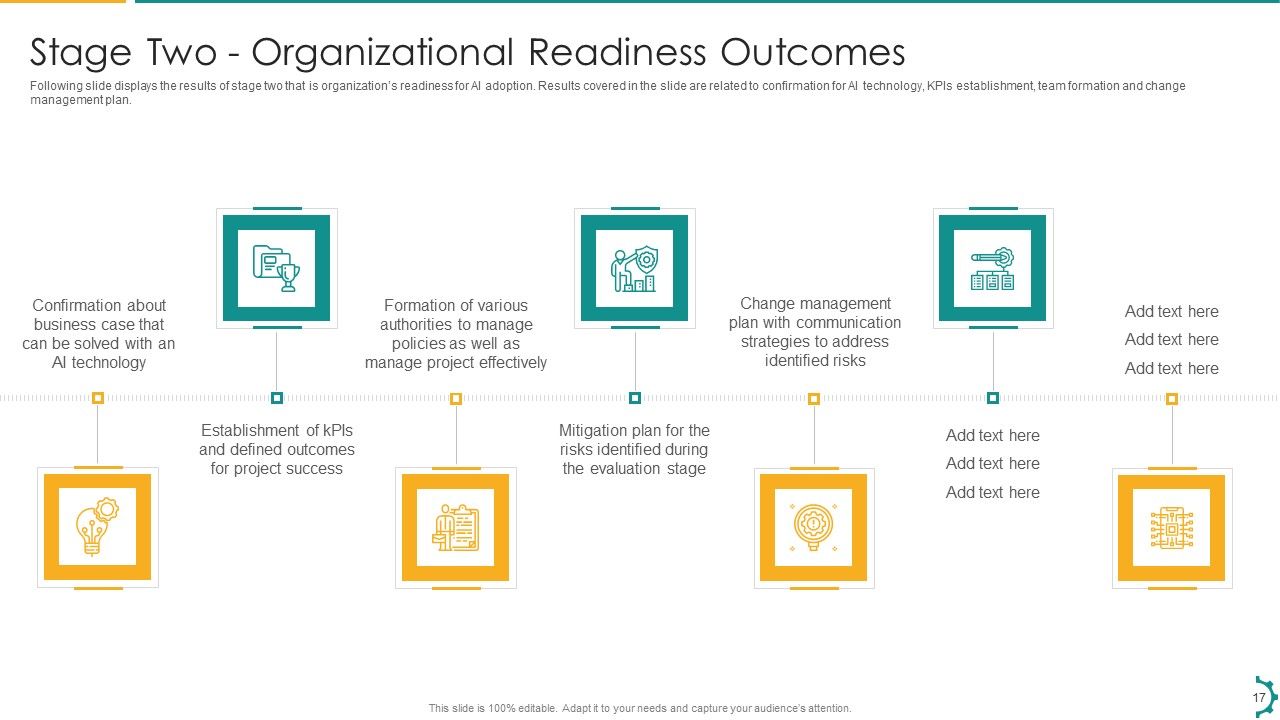 Stage Two - Organizational Readiness Outcomes
Following slide displays the results of stage two that is organization's readiness for AI adoption. Results covered in the slide are related to confirmation for AI technology, KPIs establishment, team formation and change
management plan.
Confirmation about
business case that
can be solved with an
AI technology
Establishment of kPIs
and defined outcomes
for project success
Formation of various
authorities to manage
policies as well as
manage project effectively
Mitigation plan for the
risks identified during
the evaluation stage
Change management
plan with communication
strategies to address
identified risks
Add text here
Add text here
Add text here
Add text here
Add text here
Add text here
This slide is 100% editable. Adapt it to your needs and capture your audience's attention.
17